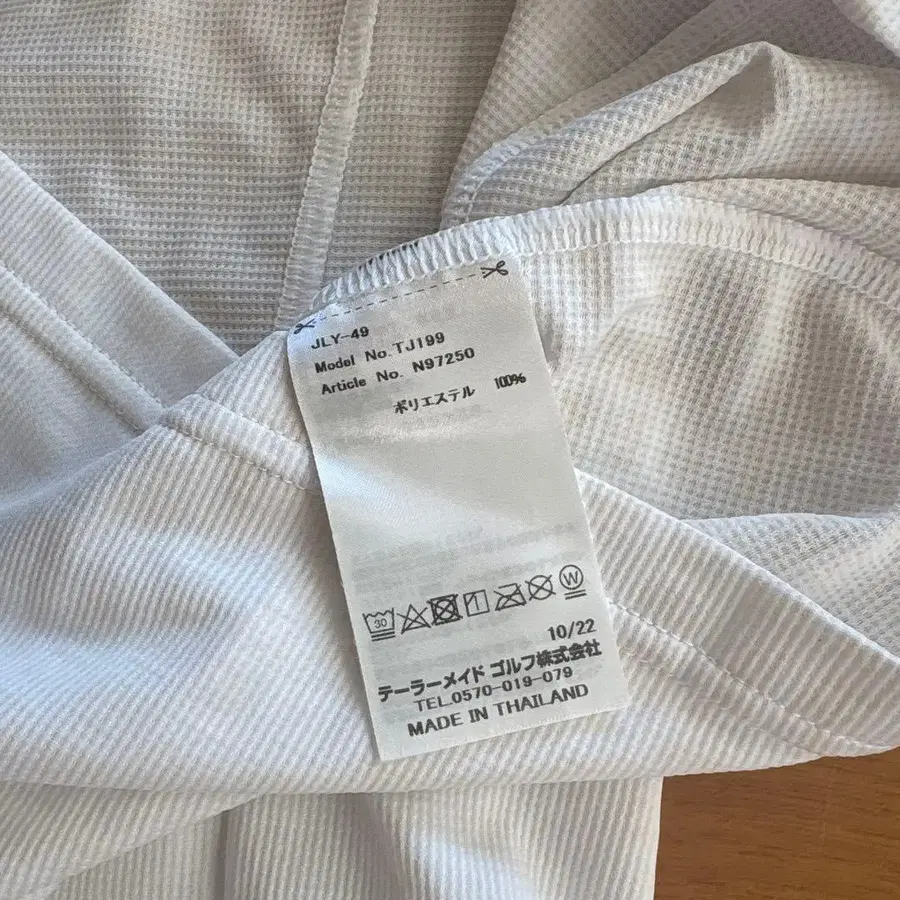 JLY-49
Model No.TJ199
Article No. N97250
ポリエステル 100%
30
W
10/22
テーラーメイド ゴルフ株式会社
TEL.0570-019-079
MADE IN THAILAND